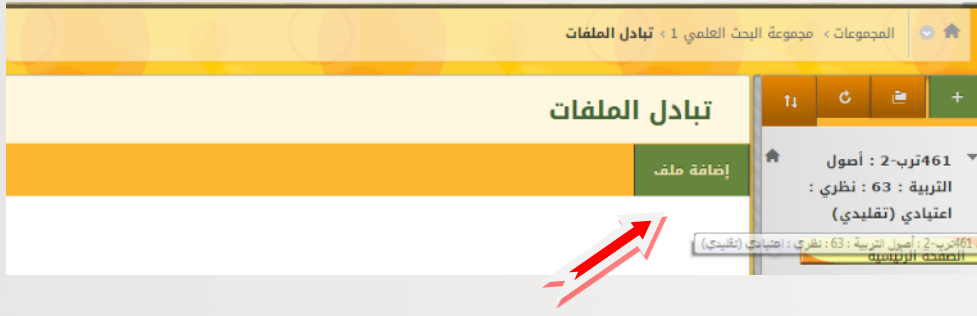 المجموعات › مجموعة البحث العلمي 1 › تبادل الملفات
تبادل الملفات
إضافة ملف
461ترب-2 : أصول
التربية : 63 : نظري :
اعتيادي (تقليدي)
461ترب-2 : أصول التربية : 63 : نظري : اعتيادي (تقليدي)
الصفحة الرئيسية